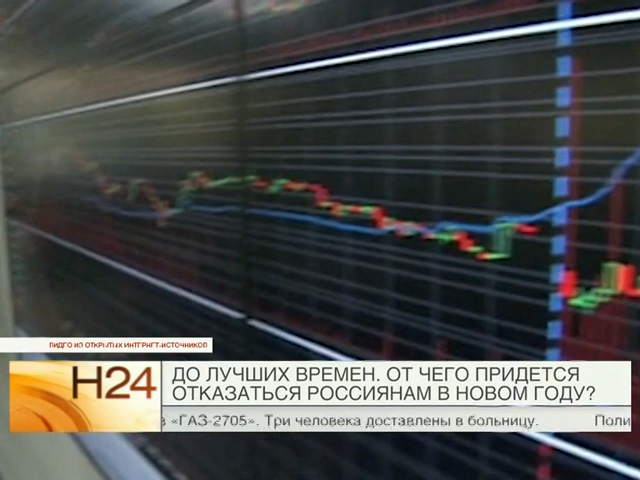 ВИДЕО ИЗ ОТКРЫТЫХ ИНТЕРНЕТ-ИСТОЧНИКОВ
Н24
ДО ЛУЧШИХ ВРЕМЕН. ОТ ЧЕГО ПРИДЕТСЯ
ОТКАЗАТЬСЯ РОССИЯНАМ В НОВОМ ГОДУ?
в «ГАЗ-2705». Три человека доставлены в больницу. Поли